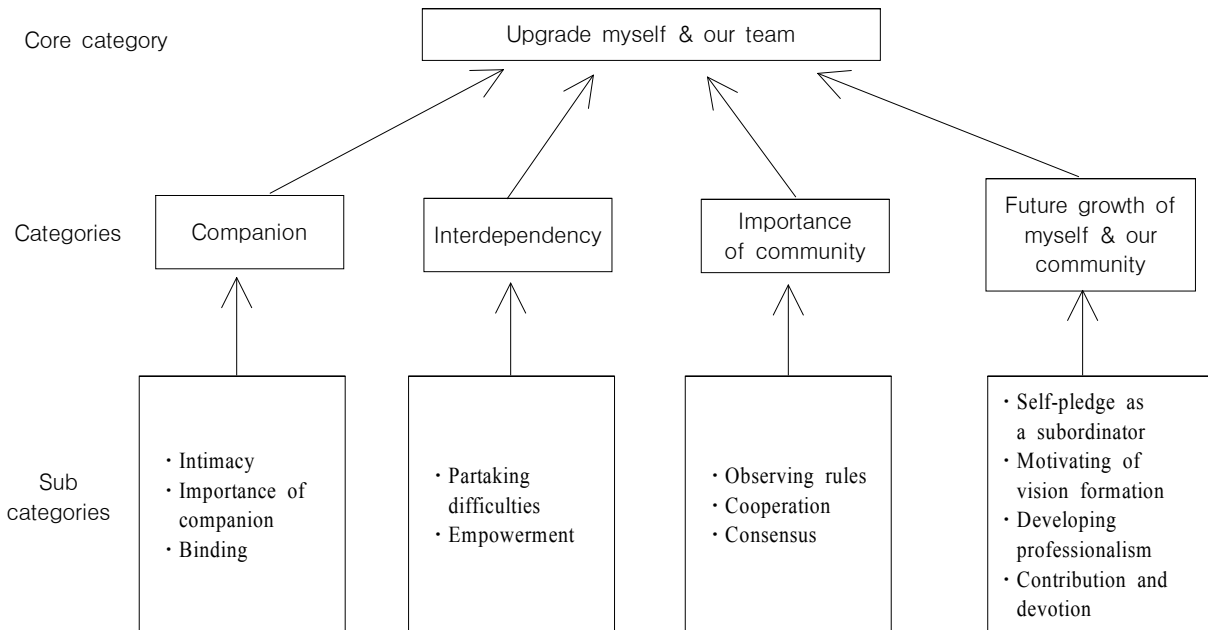 Core category
Upgrade myself & our team
Categories
Companion
Interdependency
Importance
of community
Future growth of
myself & our
community
Sub
categories
· Intimacy
· Importance of
companion
· Binding
· Partaking
difficulties
· Empowerment
· Observing rules
· Cooperation
· Consensus
· Self-pledge as
a subordinator
· Motivating of
vision formation
· Developing
professionalism
· Contribution and
devotion